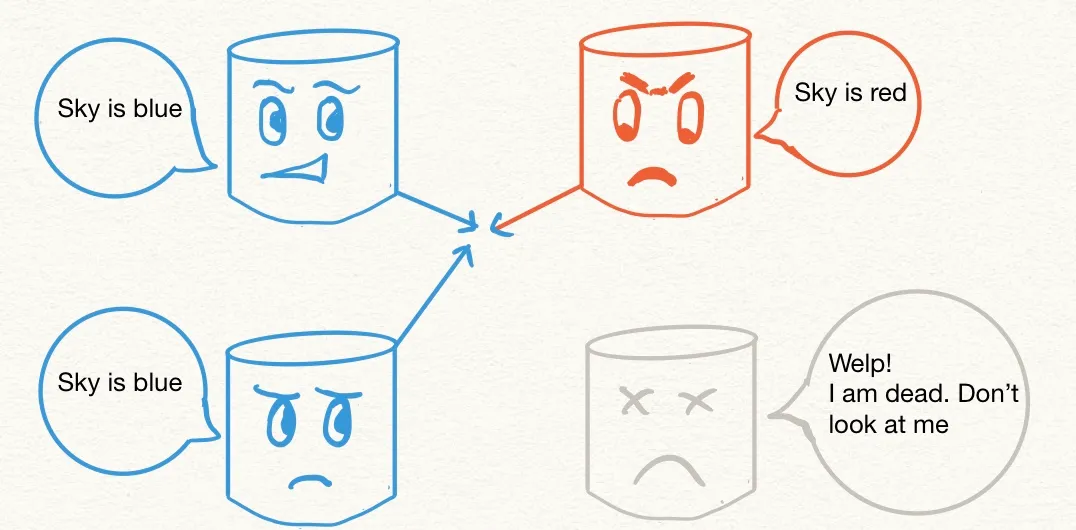 Sky is blue
Sky is red
Sky is blue
Welp!
I am dead. Don’t
look at me